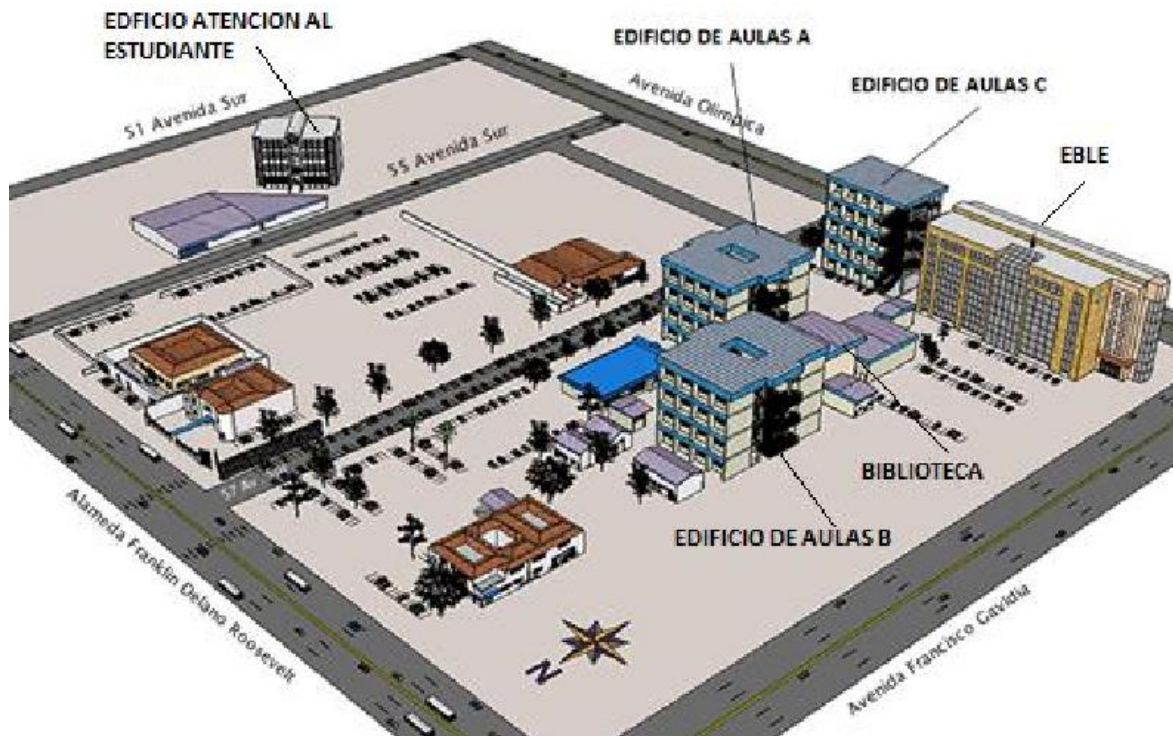 EDFICIO ATENCION AL
ESTUDIANTE
EDIFICIO DE AULAS A
EDIFICIO DE AULAS C
EBLE
51 Avenida Sur
55 Avenida Sur
Avenida Olimpica
BIBLIOTECA
EDIFICIO DE AULAS B
Alameda Franklin Delano Roosevelt
Avenida Francisco Gavidia
N